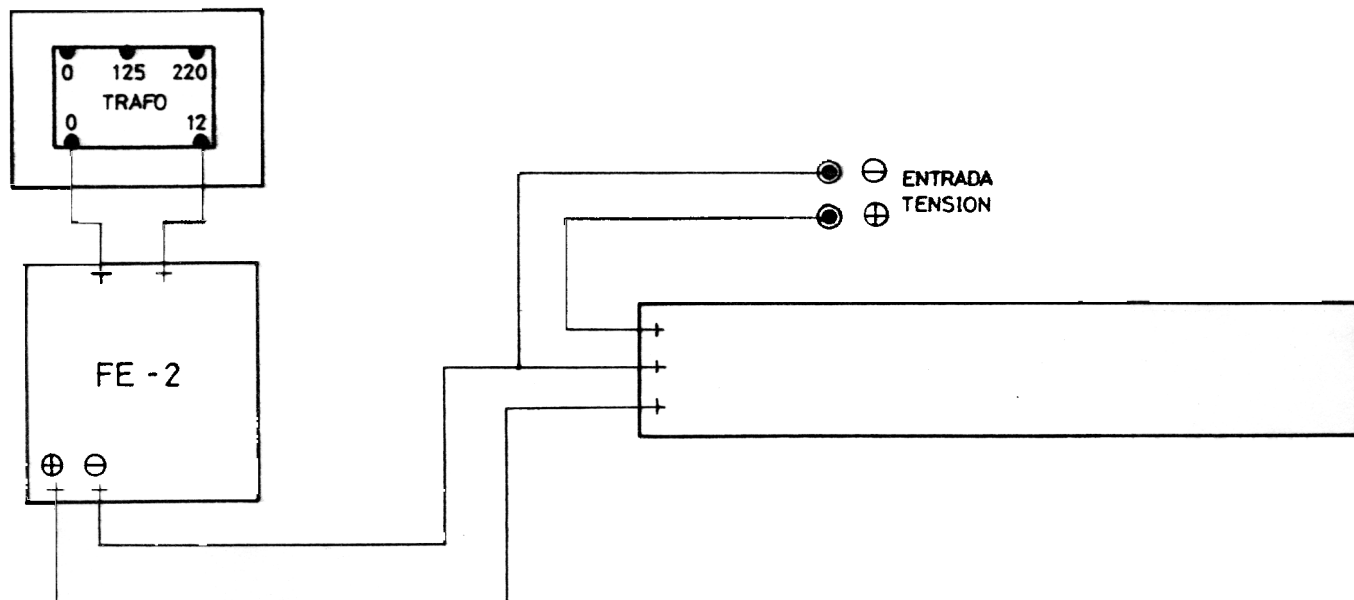 0 125 220
TRAFO
0 12
⊖ ENTRADA
⊕ TENSION
FE - 2
⊕ ⊖